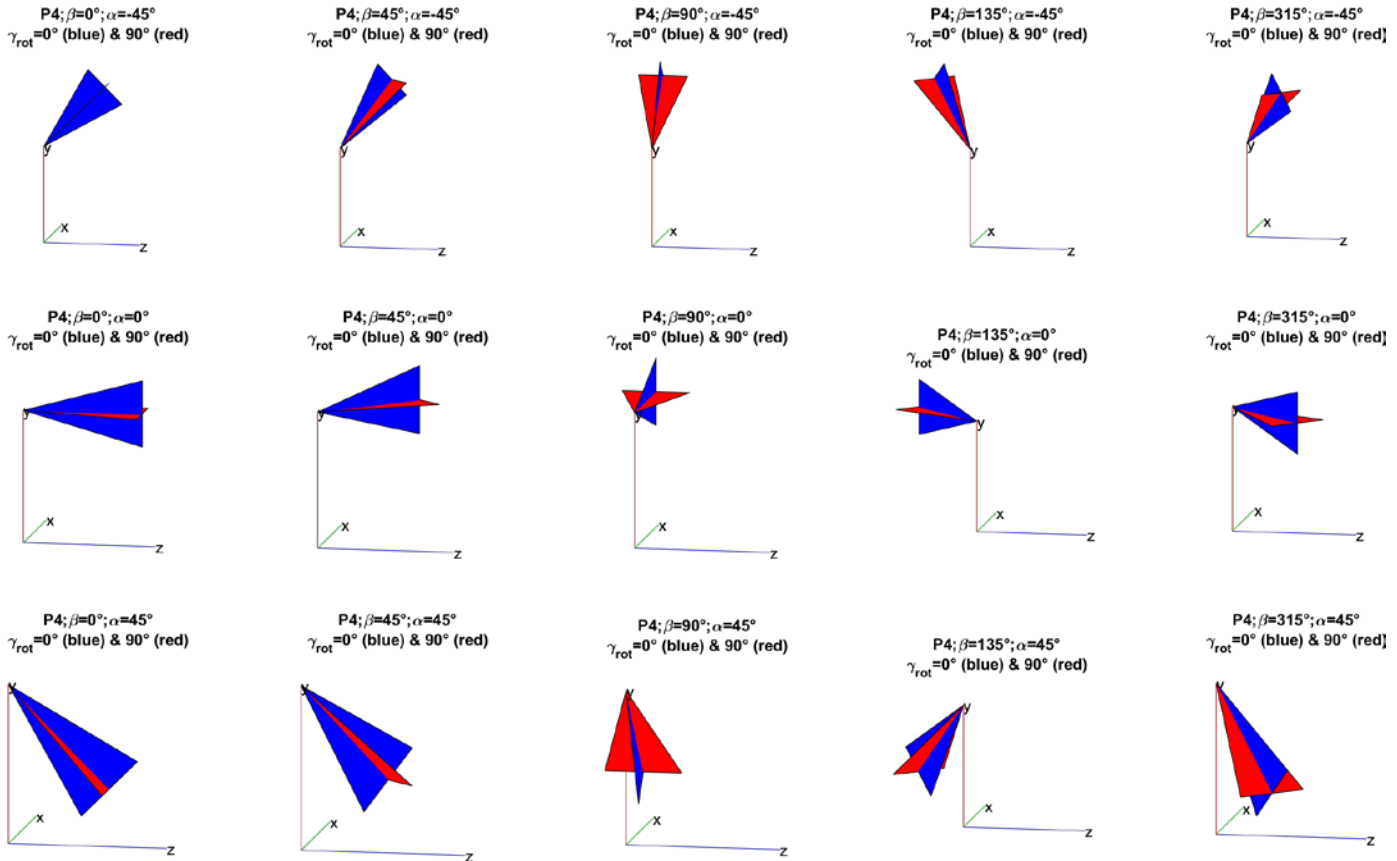 P4;β=0°;α=-45°
γrot=0° (blue) & 90° (red)
y
x
z
P4;β=45°;α=-45°
γrot=0° (blue) & 90° (red)
y
x
z
P4;β=90°;α=-45°
γrot=0° (blue) & 90° (red)
y
x
z
P4;β=135°;α=-45°
γrot=0° (blue) & 90° (red)
y
x
z
P4;β=315°;α=-45°
γrot=0° (blue) & 90° (red)
y
x
z
P4;β=0°;α=0°
γrot=0° (blue) & 90° (red)
y
x
z
P4;β=45°;α=0°
γrot=0° (blue) & 90° (red)
y
x
z
P4;β=90°;α=0°
γrot=0° (blue) & 90° (red)
y
x
z
P4;β=135°;α=0°
γrot=0° (blue) & 90° (red)
y
x
z
P4;β=315°;α=0°
γrot=0° (blue) & 90° (red)
y
x
z
P4;β=0°;α=45°
γrot=0° (blue) & 90° (red)
y
x
z
P4;β=45°;α=45°
γrot=0° (blue) & 90° (red)
y
x
z
P4;β=90°;α=45°
γrot=0° (blue) & 90° (red)
y
x
z
P4;β=135°;α=45°
γrot=0° (blue) & 90° (red)
y
x
z
P4;β=315°;α=45°
γrot=0° (blue) & 90° (red)
y
x
z